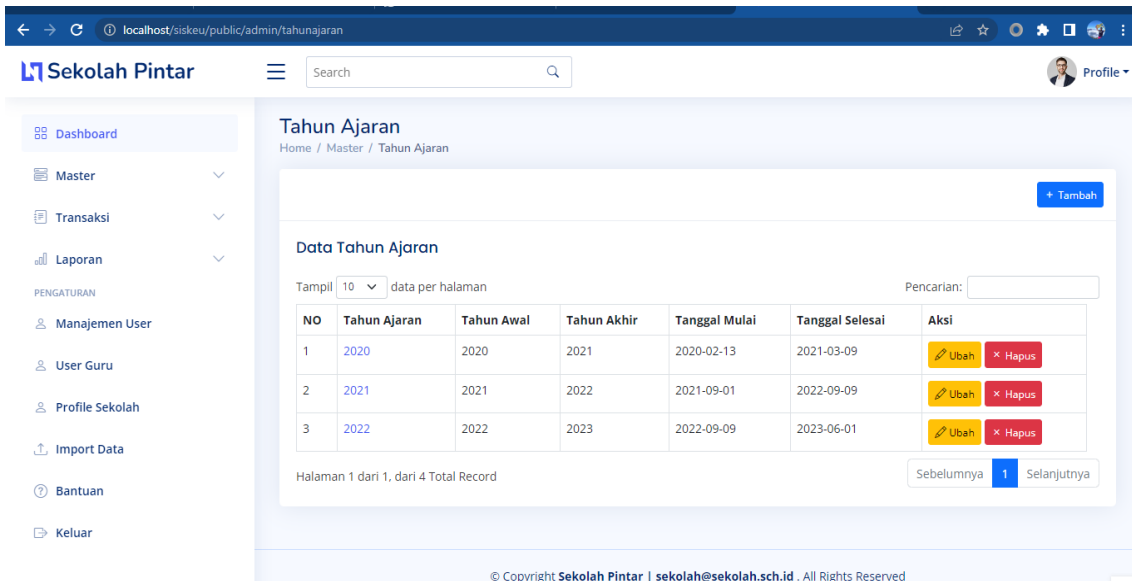 localhost/siskeu/public/admin/tahunajaran
Sekolah Pintar
Search
Profile
Dashboard
Master
Transaksi
Laporan
PENGATURAN
Manajemen User
User Guru
Profile Sekolah
Import Data
Bantuan
Keluar
Tahun Ajaran
Home / Master / Tahun Ajaran
+ Tambah
Data Tahun Ajaran
Tampil 10 data per halaman
Pencarian:
NO Tahun Ajaran Tahun Awal Tahun Akhir Tanggal Mulai Tanggal Selesai Aksi
1 2020 2020 2021 2020-02-13 2021-03-09 Ubah × Hapus
2 2021 2021 2022 2021-09-01 2022-09-09 Ubah × Hapus
3 2022 2022 2023 2022-09-09 2023-06-01 Ubah × Hapus
Halaman 1 dari 1, dari 4 Total Record
Sebelumnya 1 Selanjutnya
© Copyright Sekolah Pintar | sekolah@sekolah.sch.id . All Rights Reserved